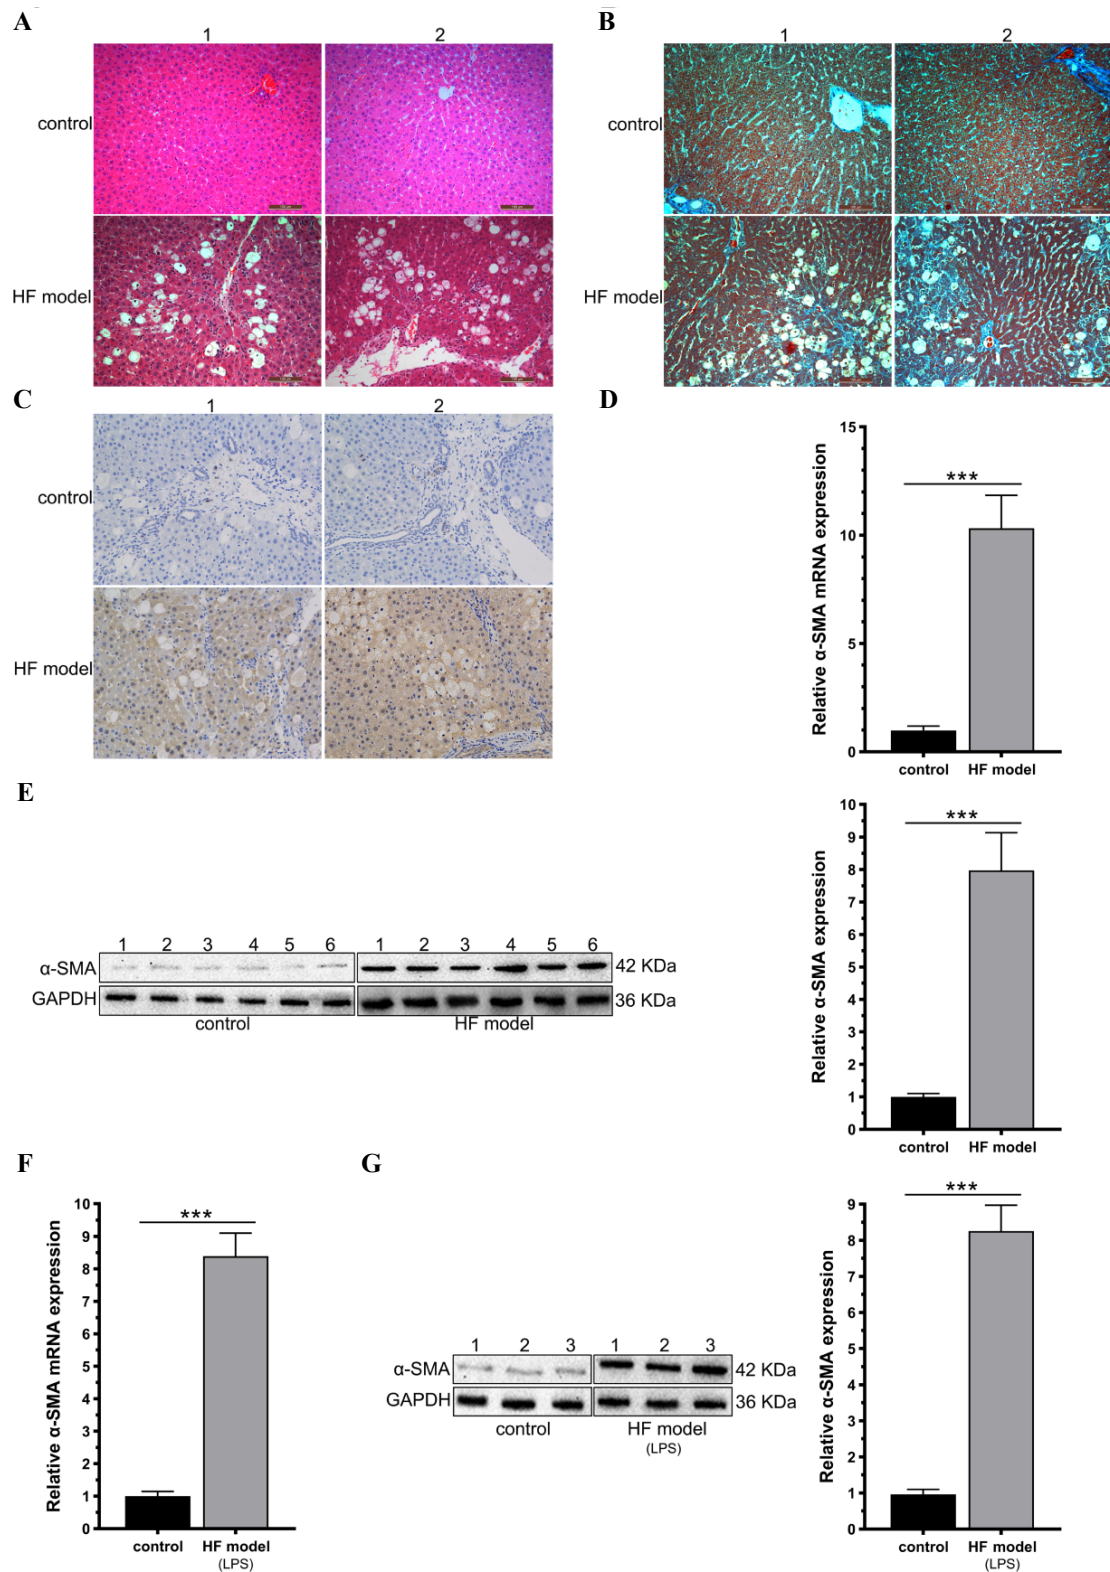 A
B
1
2
1
2
control
control
HF model
HF model
C
1
2
control
HF model
D
Relative α-SMA mRNA expression
15
10
5
0
***
control HF model
E
1 2 3 4 5 6 1 2 3 4 5 6
α-SMA
42 KDa
GAPDH
36 KDa
control
HF model
Relative α-SMA expression
10
9
8
7
6
5
4
3
2
1
0
***
control HF model
F
Relative α-SMA mRNA expression
10
9
8
7
6
5
4
3
2
1
0
***
control HF model
(LPS)
G
1 2 3 1 2 3
α-SMA
42 KDa
GAPDH
36 KDa
control
HF model
(LPS)
Relative α-SMA expression
9
8
7
6
5
4
3
2
1
0
***
control HF model
(LPS)